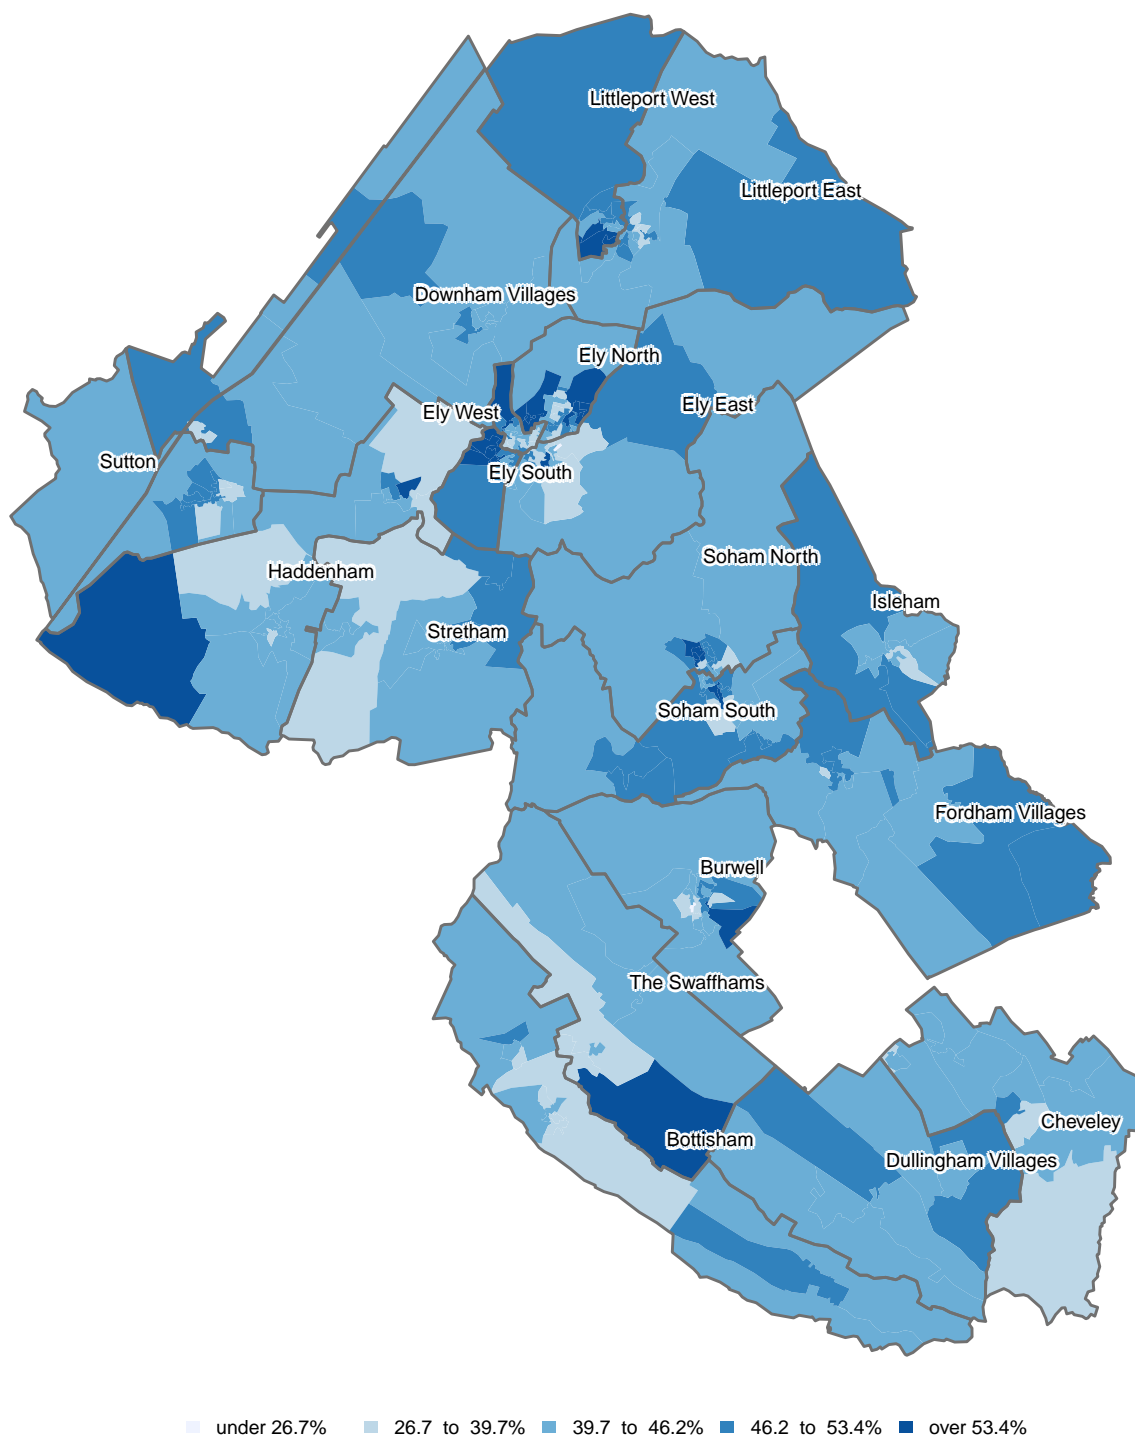 Littleport West
Littleport East
Downham Villages
Ely North
Ely East
Ely West
Sutton
Ely South
Soham North
Haddenham
Isleham
Stretham
Soham South
Fordham Villages
Burwell
The Swaffhams
Cheveley
Bottisham
Dullingham Villages
under 26.7% 26.7 to 39.7% 39.7 to 46.2% 46.2 to 53.4% over 53.4%